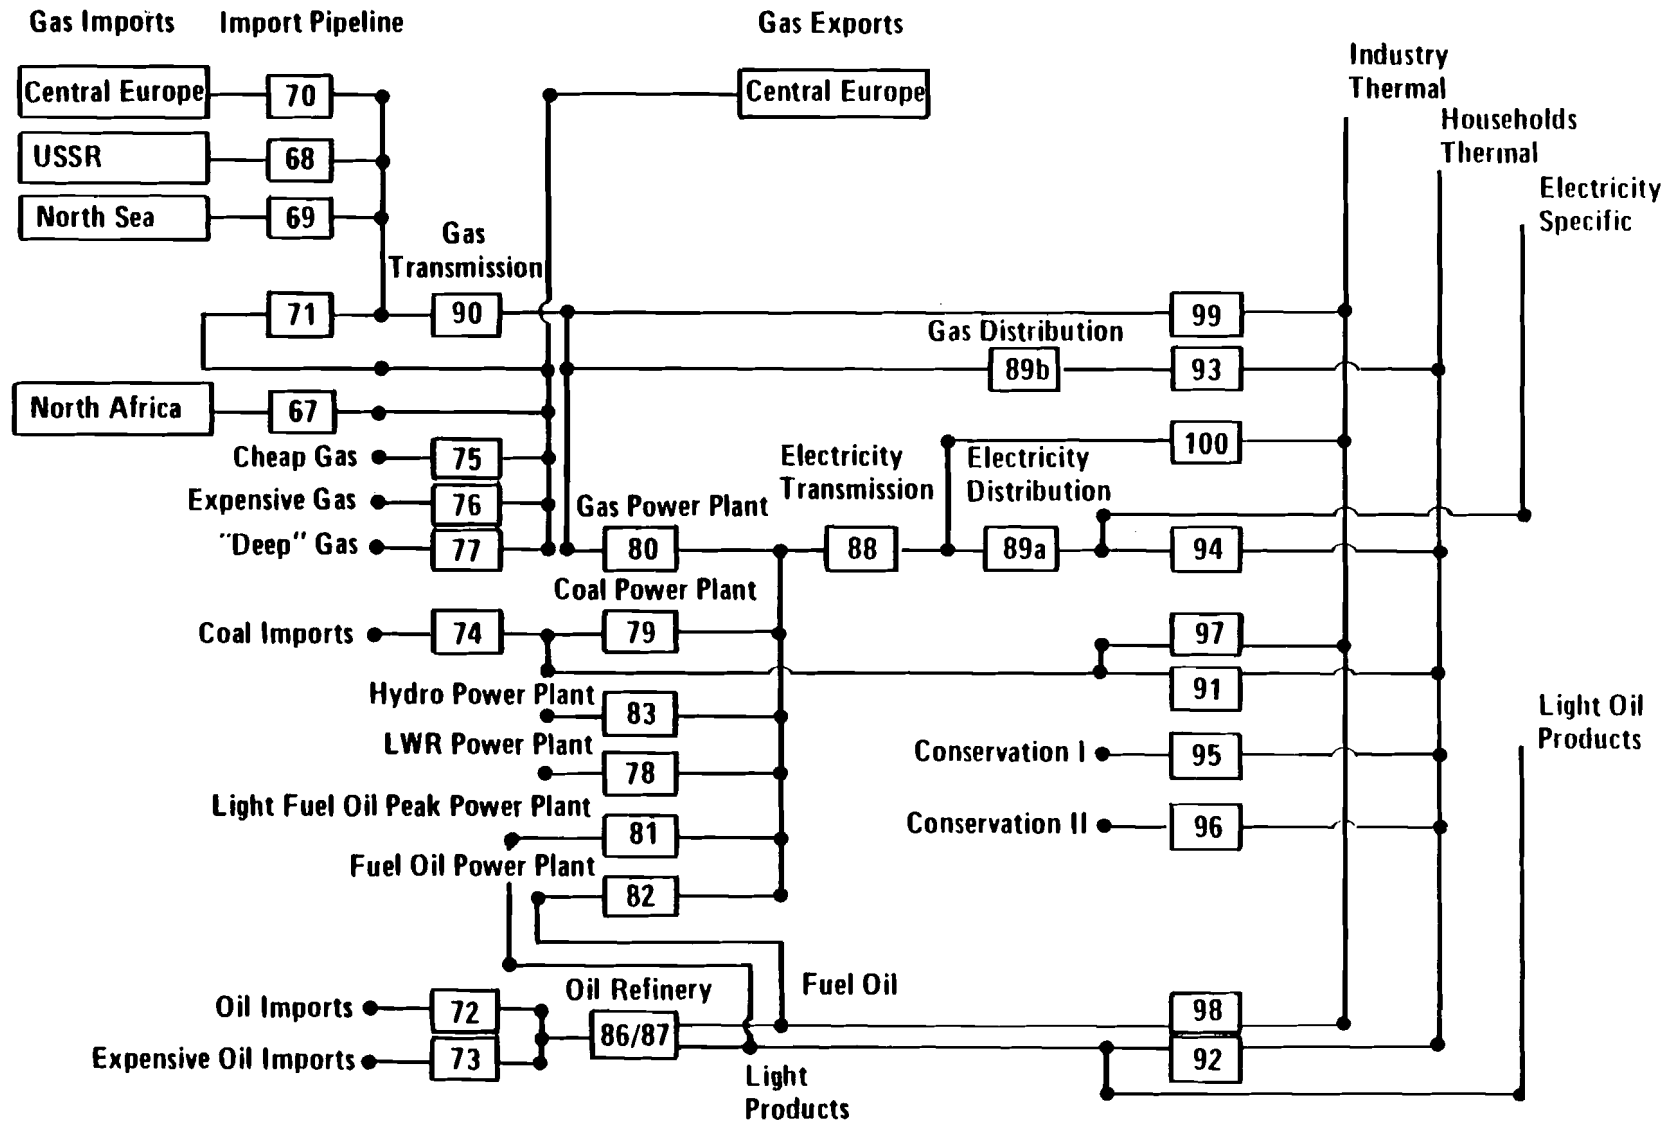 Gas Imports
Import Pipeline
Gas Exports
Industry
Thermal
Central Europe
70
Central Europe
Households
Thermal
USSR
68
Electricity
Specific
North Sea
69
Gas
Transmission
71
90
99
Gas Distribution
89b
93
North Africa
67
100
Cheap Gas
75
Electricity
Transmission
Electricity
Distribution
Expensive Gas
76
Gas Power Plant
"Deep" Gas
77
80
88
89a
94
Coal Power Plant
Coal Imports
74
79
97
Hydro Power Plant
83
91
Light Oil
Products
LWR Power Plant
78
Conservation I
95
Light Fuel Oil Peak Power Plant
81
Conservation II
96
Fuel Oil Power Plant
82
Fuel Oil
Oil Refinery
Oil Imports
72
98
86/87
Expensive Oil Imports
73
92
Light
Products